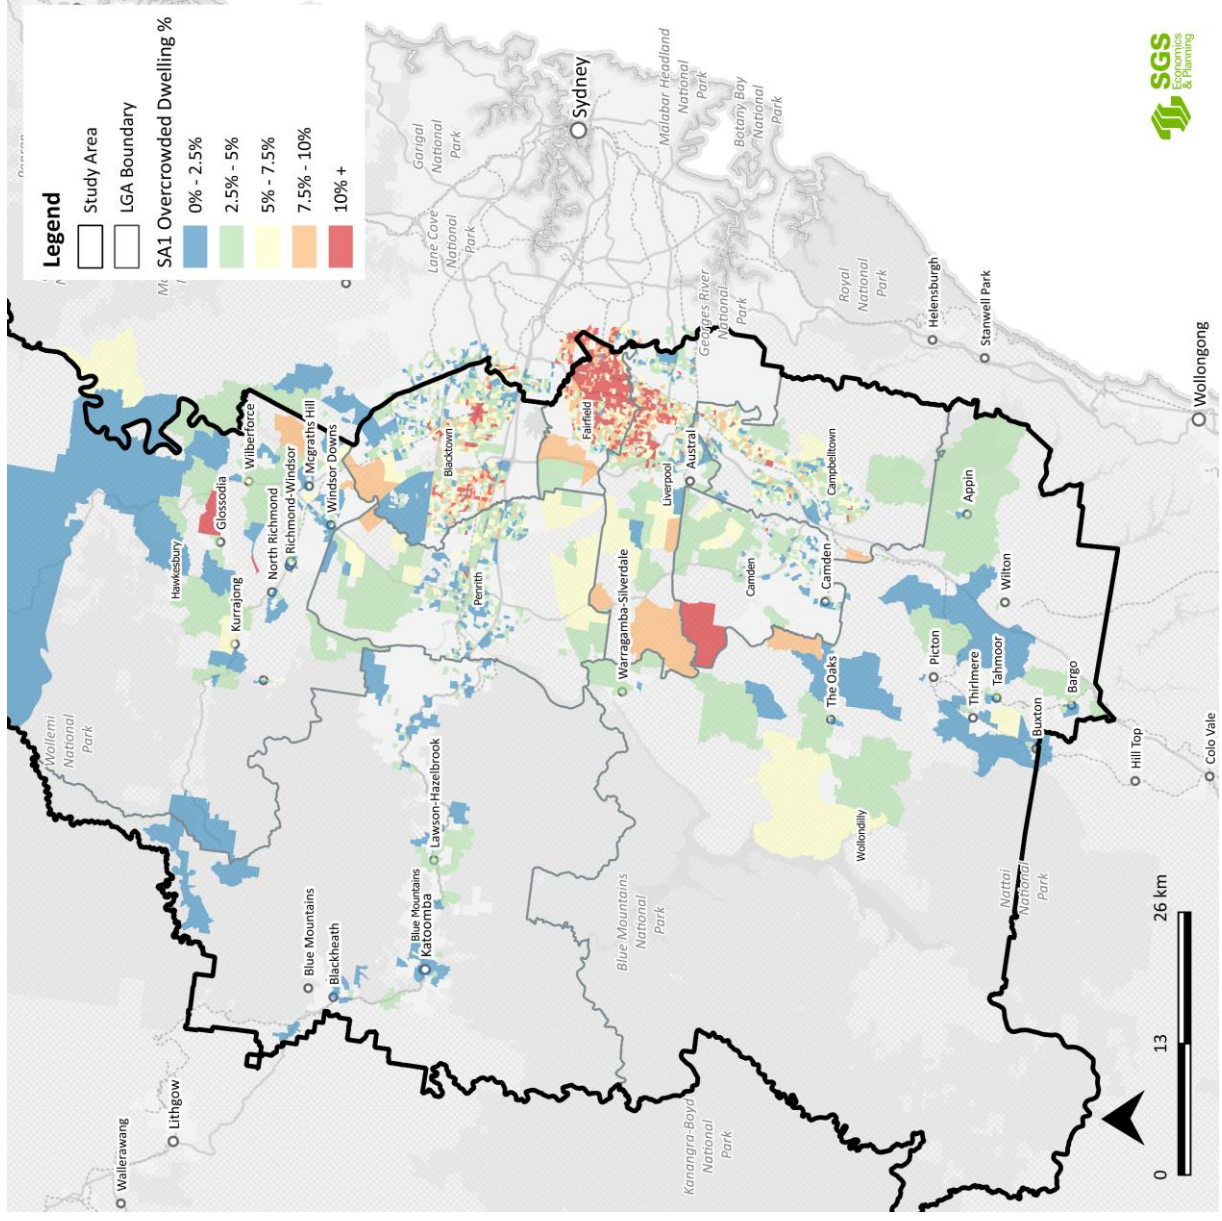 Legend
Study Area
LGA Boundary
SA1 Overcrowded Dwelling %
0% - 2.5%
2.5% - 5%
5% - 7.5%
7.5% - 10%
10% +
SGS
Economics
& Planning
Wallerawang
Lithgow
Wollemi
National
Park
Blue Mountains
Blackheath
Blue Mountains
Katoomba
Lawson-Hazelbrook
Hawkesbury
Kurrajong
Glossodia
Wilberforce
North Richmond
Richmond-Windsor
Mcgraths Hill
Windsor Downs
Blacktown
Penrith
Garigal
National
Park
Lane Cove
National
Park
Sydney
Malabar Headland
National
Park
Botany Bay
National
Park
Georges River
National
Park
Royal
National
Park
Fairfield
Liverpool
Austral
Warragamba-Silverdale
Camden
Camden
Campbelltown
Blue Mountains
National
Park
Kanangra-Boyd
National
Park
The Oaks
Wollondilly
Nattai
National
Park
Picton
Thirlmere
Tahmoor
Buxton
Bargo
Wilton
Appin
Helensburgh
Stanwell Park
Wollongong
Hill Top
Colo Vale
0
13
26 km